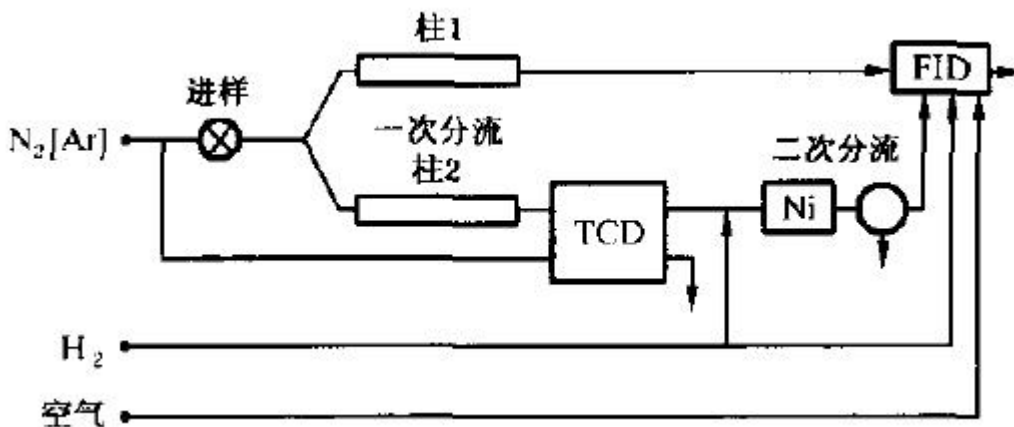 柱1
FID
进样
N2[Ar]
一次分流
柱2
二次分流
TCD
Ni
H2
空气